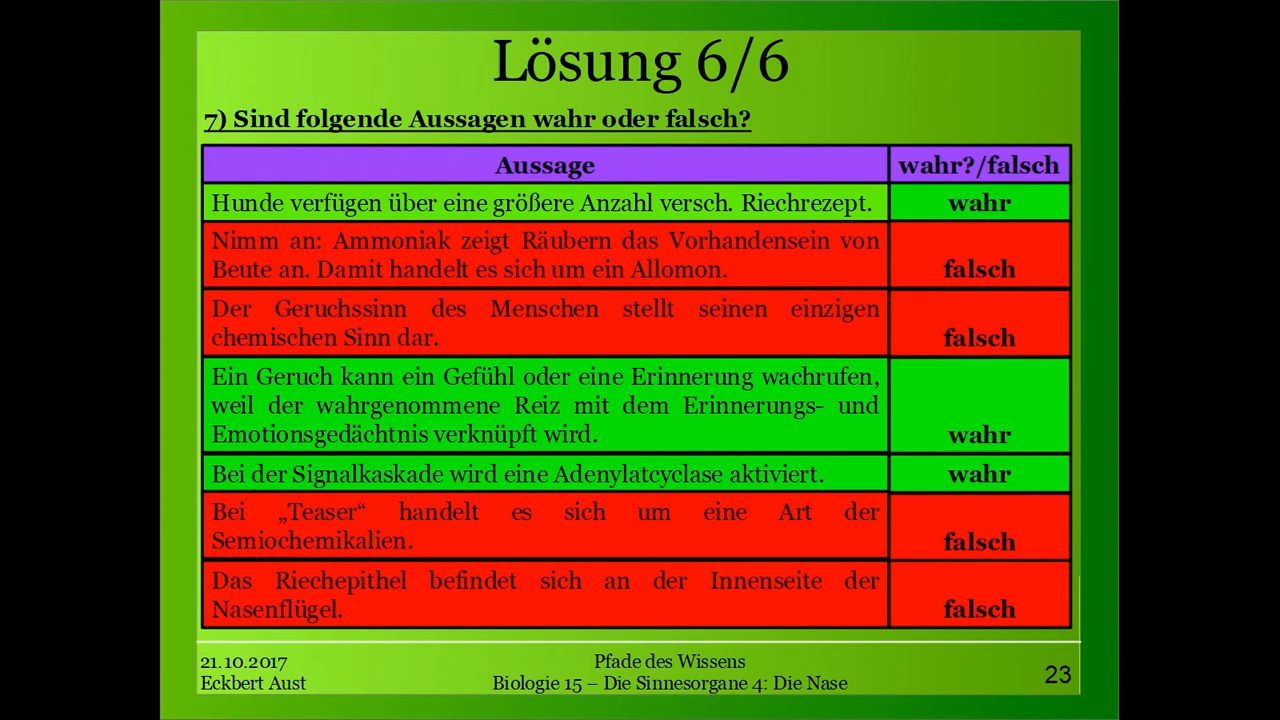 Lösung 6/6
7) Sind folgende Aussagen wahr oder falsch?
Aussage
wahr?/falsch
Hunde verfügen über eine größere Anzahl versch. Riechrezept.
wahr
Nimm an: Ammoniak zeigt Räubern das Vorhandensein von
Beute an. Damit handelt es sich um ein Allomon.
falsch
Der Geruchssinn des Menschen stellt seinen einzigen
chemischen Sinn dar.
falsch
Ein Geruch kann ein Gefühl oder eine Erinnerung wachrufen,
weil der wahrgenommene Reiz mit dem Erinnerungs- und
Emotionsgedächtnis verknüpft wird.
wahr
Bei der Signalkaskade wird eine Adenylatcyclase aktiviert.
wahr
Bei „Teaser“ handelt es sich um eine Art der
Semiochemikalien.
falsch
Das Riechepithel befindet sich an der Innenseite der
Nasenflügel.
falsch
21.10.2017
Eckbert Aust
Pfade des Wissens
Biologie 15 – Die Sinnesorgane 4: Die Nase
23